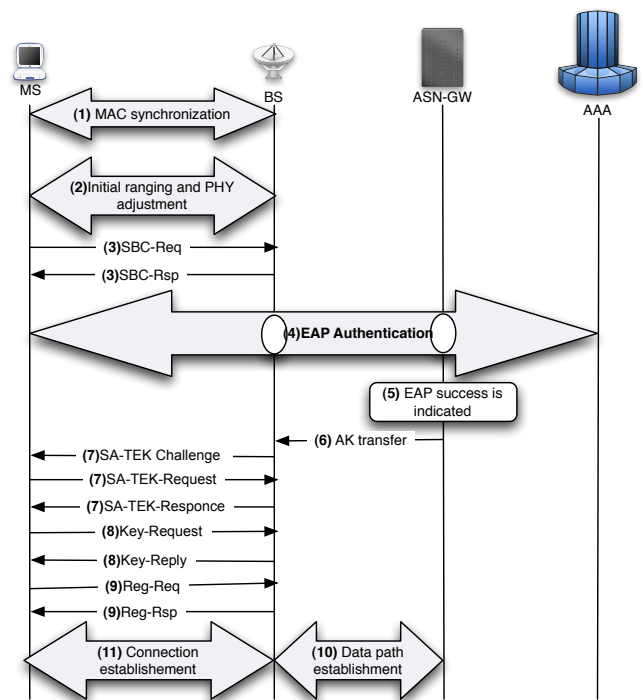 MS
BS
ASN-GW
AAA
(1) MAC synchronization
(2)Initial ranging and PHY
adjustment
(3)SBC-Req
(3)SBC-Rsp
(4)EAP Authentication
(5) EAP success is
indicated
(6) AK transfer
(7)SA-TEK Challenge
(7)SA-TEK-Request
(7)SA-TEK-Responce
(8)Key-Request
(8)Key-Reply
(9)Reg-Req
(9)Reg-Rsp
(11) Connection
establishement
(10) Data path
establishment